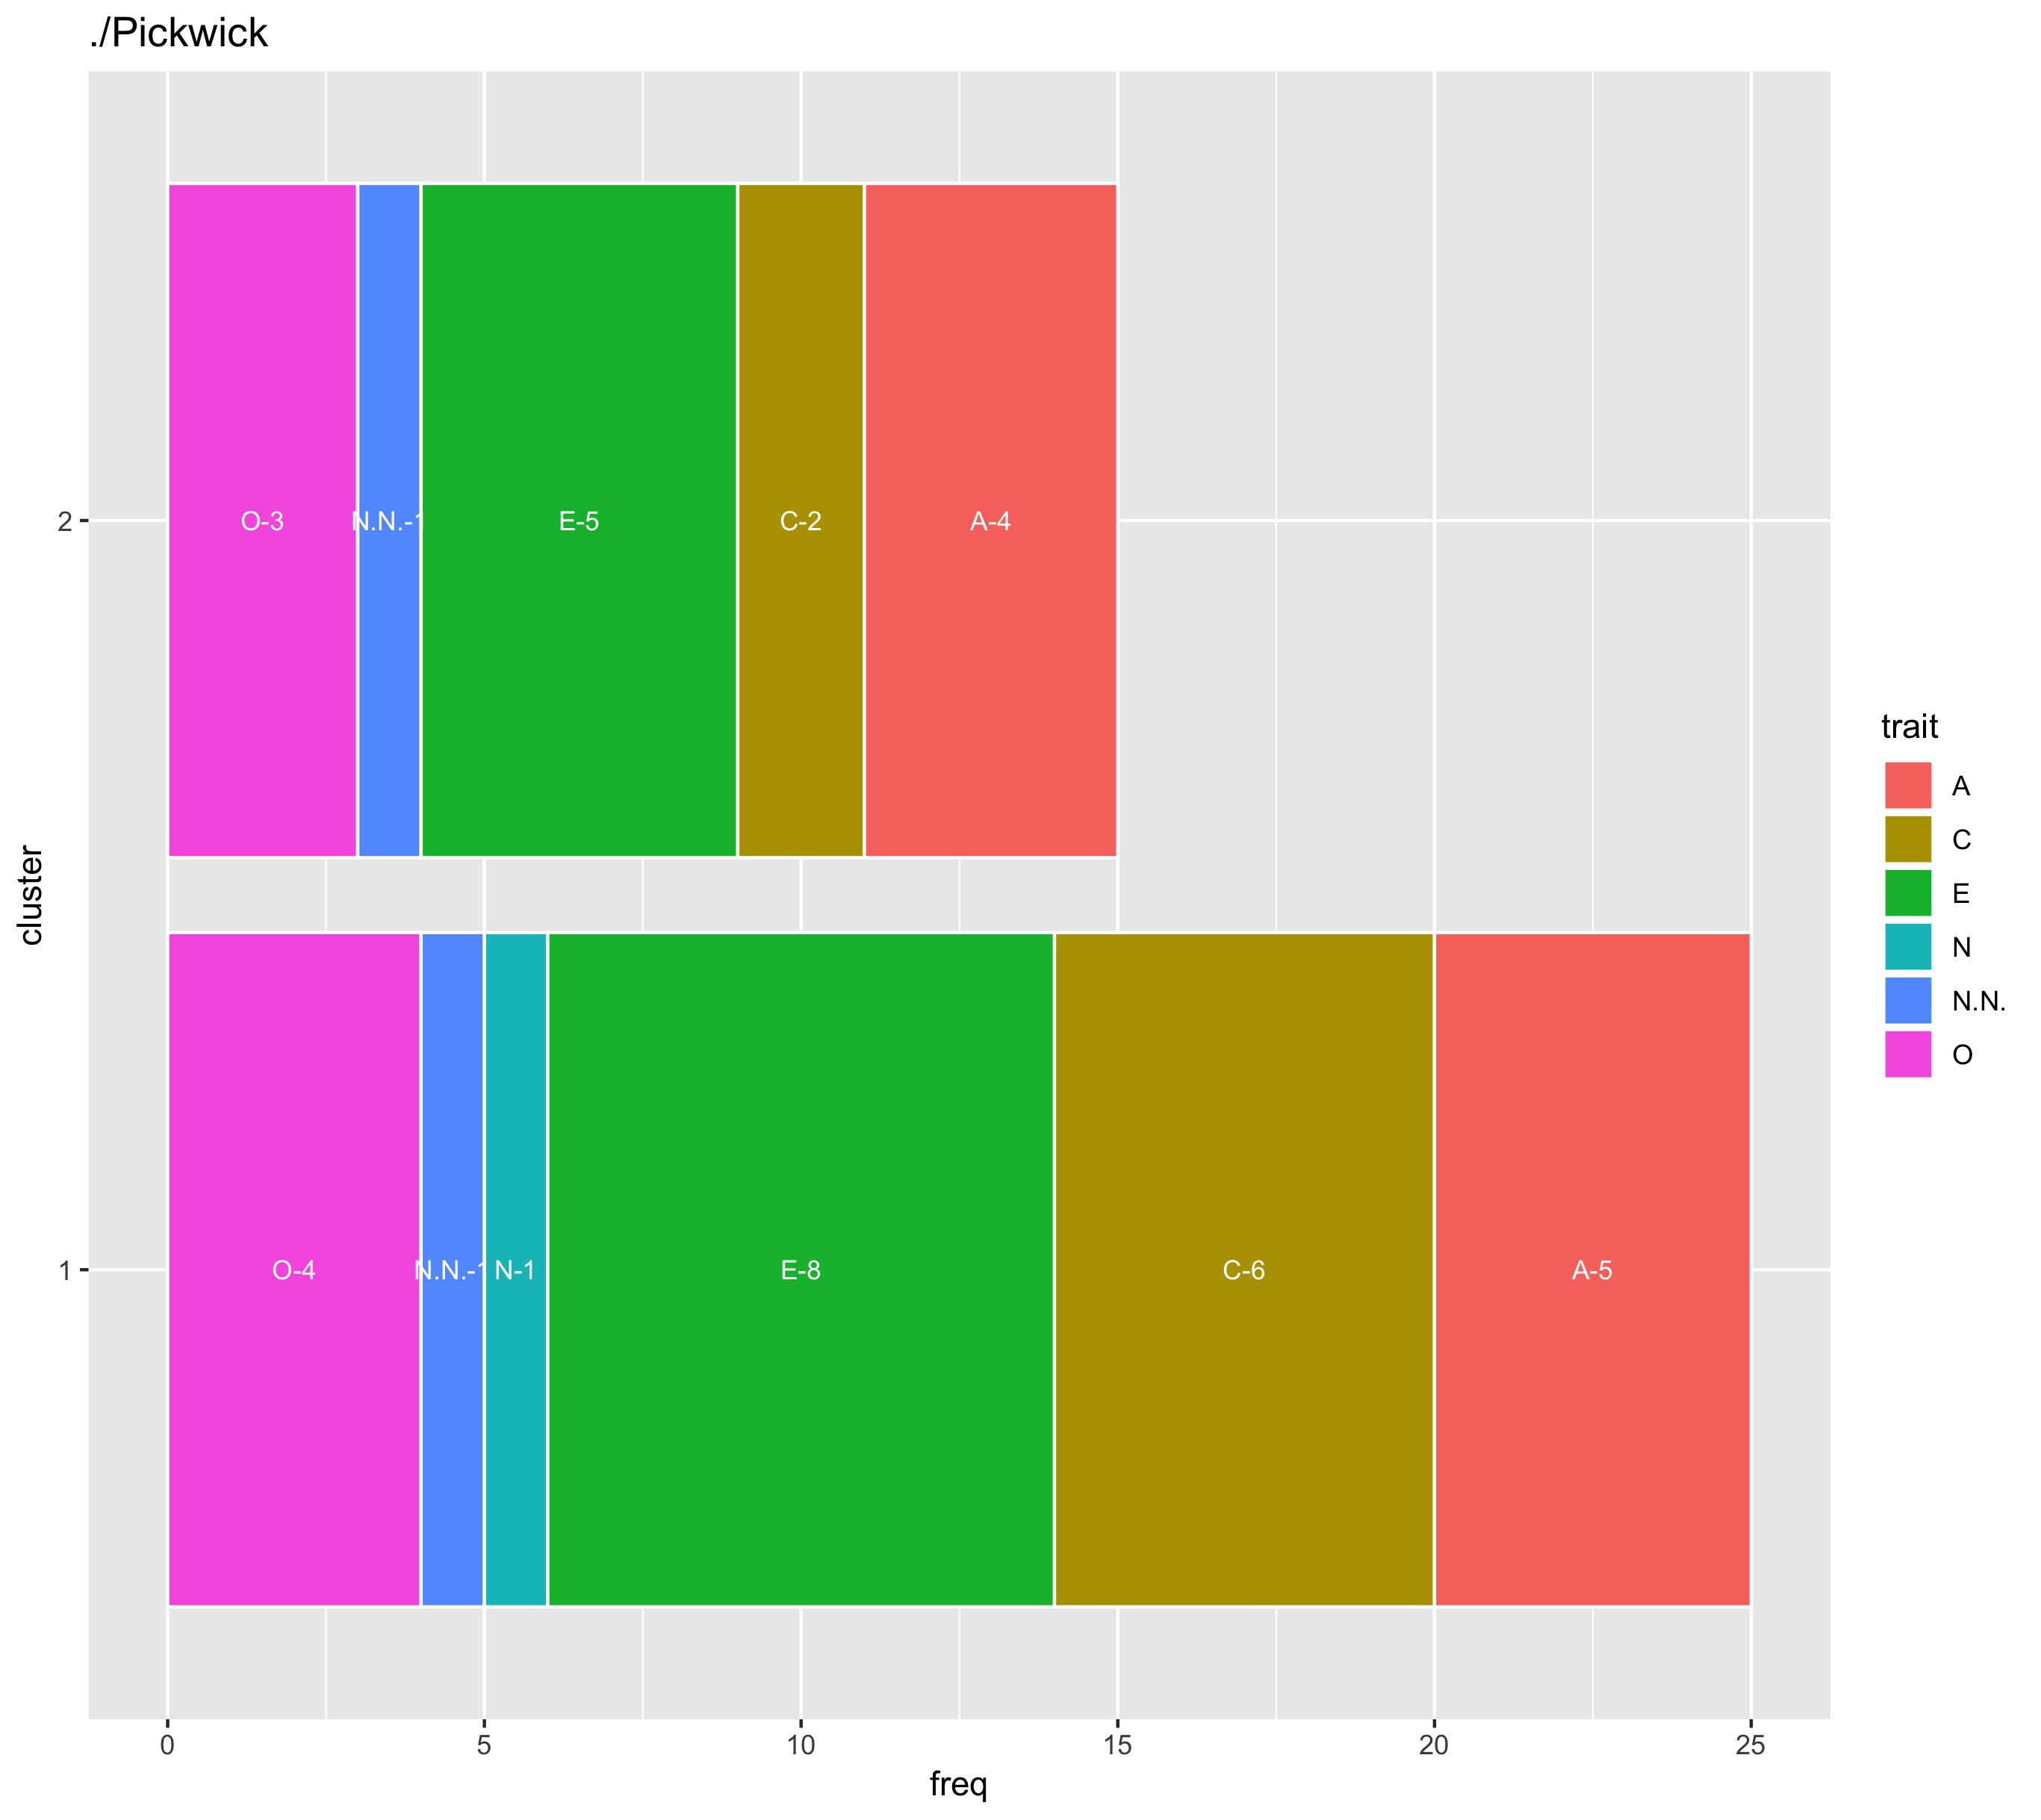 ./Pickwick
cluster
2
O-3 N.N.-1 E-5 C-2 A-4
1
O-4 N.N.-1 N-1 E-8 C-6 A-5
0 5 10 15 20 25
freq
trait
A
C
E
N
N.N.
O